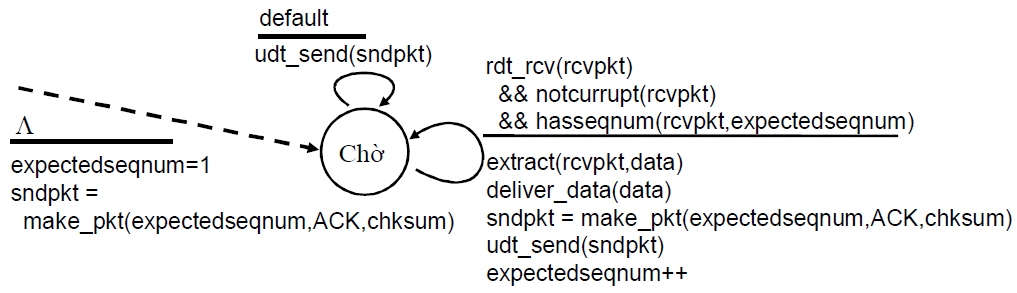 default
udt_send(sndpkt)
Λ
expectedseqnum=1
sndpkt =
make_pkt(expectedseqnum,ACK,chksum)
Chờ
rdt_rcv(rcvpkt)
&& notcurrupt(rcvpkt)
&& hasseqnum(rcvpkt,expectedseqnum)
extract(rcvpkt,data)
deliver_data(data)
sndpkt = make_pkt(expectedseqnum,ACK,chksum)
udt_send(sndpkt)
expectedseqnum++